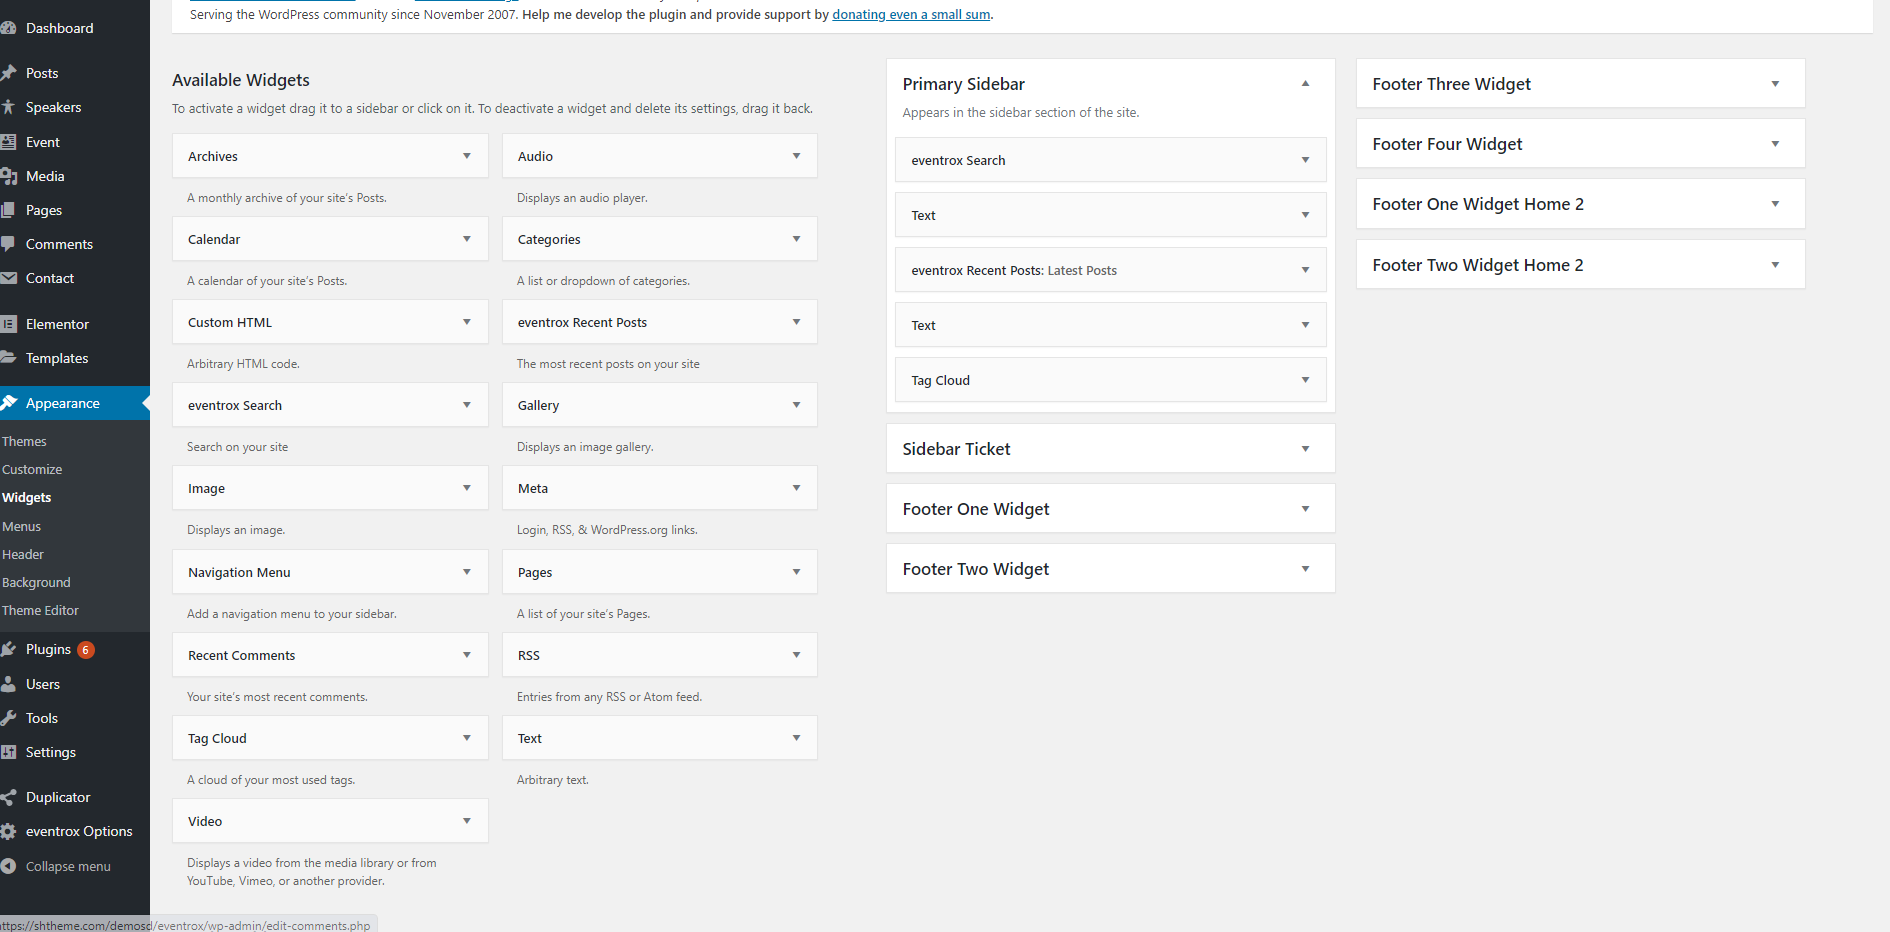 Serving the WordPress community since November 2007. Help me develop the plugin and provide support by donating even a small sum.
Dashboard
Posts
Speakers
Event
Media
Pages
Comments
Contact
Elementor
Templates
Appearance
Themes
Customize
Widgets
Menus
Header
Background
Theme Editor
Plugins 6
Users
Tools
Settings
Duplicator
eventrox Options
Collapse menu
Available Widgets
To activate a widget drag it to a sidebar or click on it. To deactivate a widget and delete its settings, drag it back.
Archives
A monthly archive of your site's Posts.
Audio
Displays an audio player.
Calendar
A calendar of your site's Posts.
Categories
A list or dropdown of categories.
Custom HTML
Arbitrary HTML code.
eventrox Recent Posts
The most recent posts on your site
eventrox Search
Search on your site
Gallery
Displays an image gallery.
Image
Displays an image.
Meta
Login, RSS, & WordPress.org links.
Navigation Menu
Add a navigation menu to your sidebar.
Pages
A list of your site's Pages.
Recent Comments
Your site's most recent comments.
RSS
Entries from any RSS or Atom feed.
Tag Cloud
A cloud of your most used tags.
Text
Arbitrary text.
Video
Displays a video from the media library or from
YouTube, Vimeo, or another provider.
Primary Sidebar
Appears in the sidebar section of the site.
eventrox Search
Text
eventrox Recent Posts: Latest Posts
Text
Tag Cloud
Sidebar Ticket
Footer One Widget
Footer Two Widget
Footer Three Widget
Footer Four Widget
Footer One Widget Home 2
Footer Two Widget Home 2
https://shtheme.com/demosd/eventrox/wp-admin/edit-comments.php